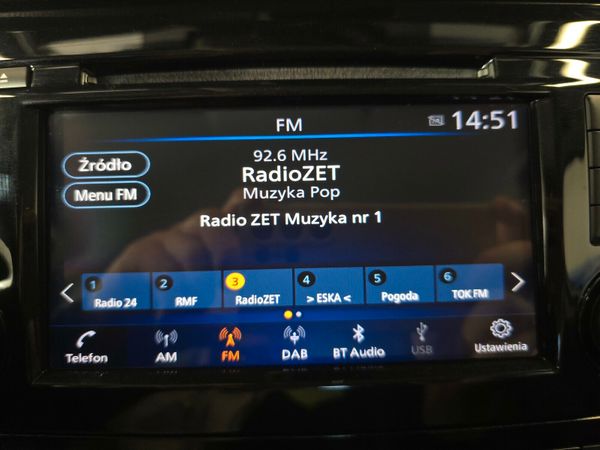 FM
14:51
Źródło
92.6 MHz
RadioZET
Menu FM
Muzyka Pop
Radio ZET Muzyka nr 1
1 2 3 4 5 6
Radio 24 RMF RadioZET > ESKA < Pogoda TOK FM
Telefon AM FM DAB BT Audio USB Ustawienia